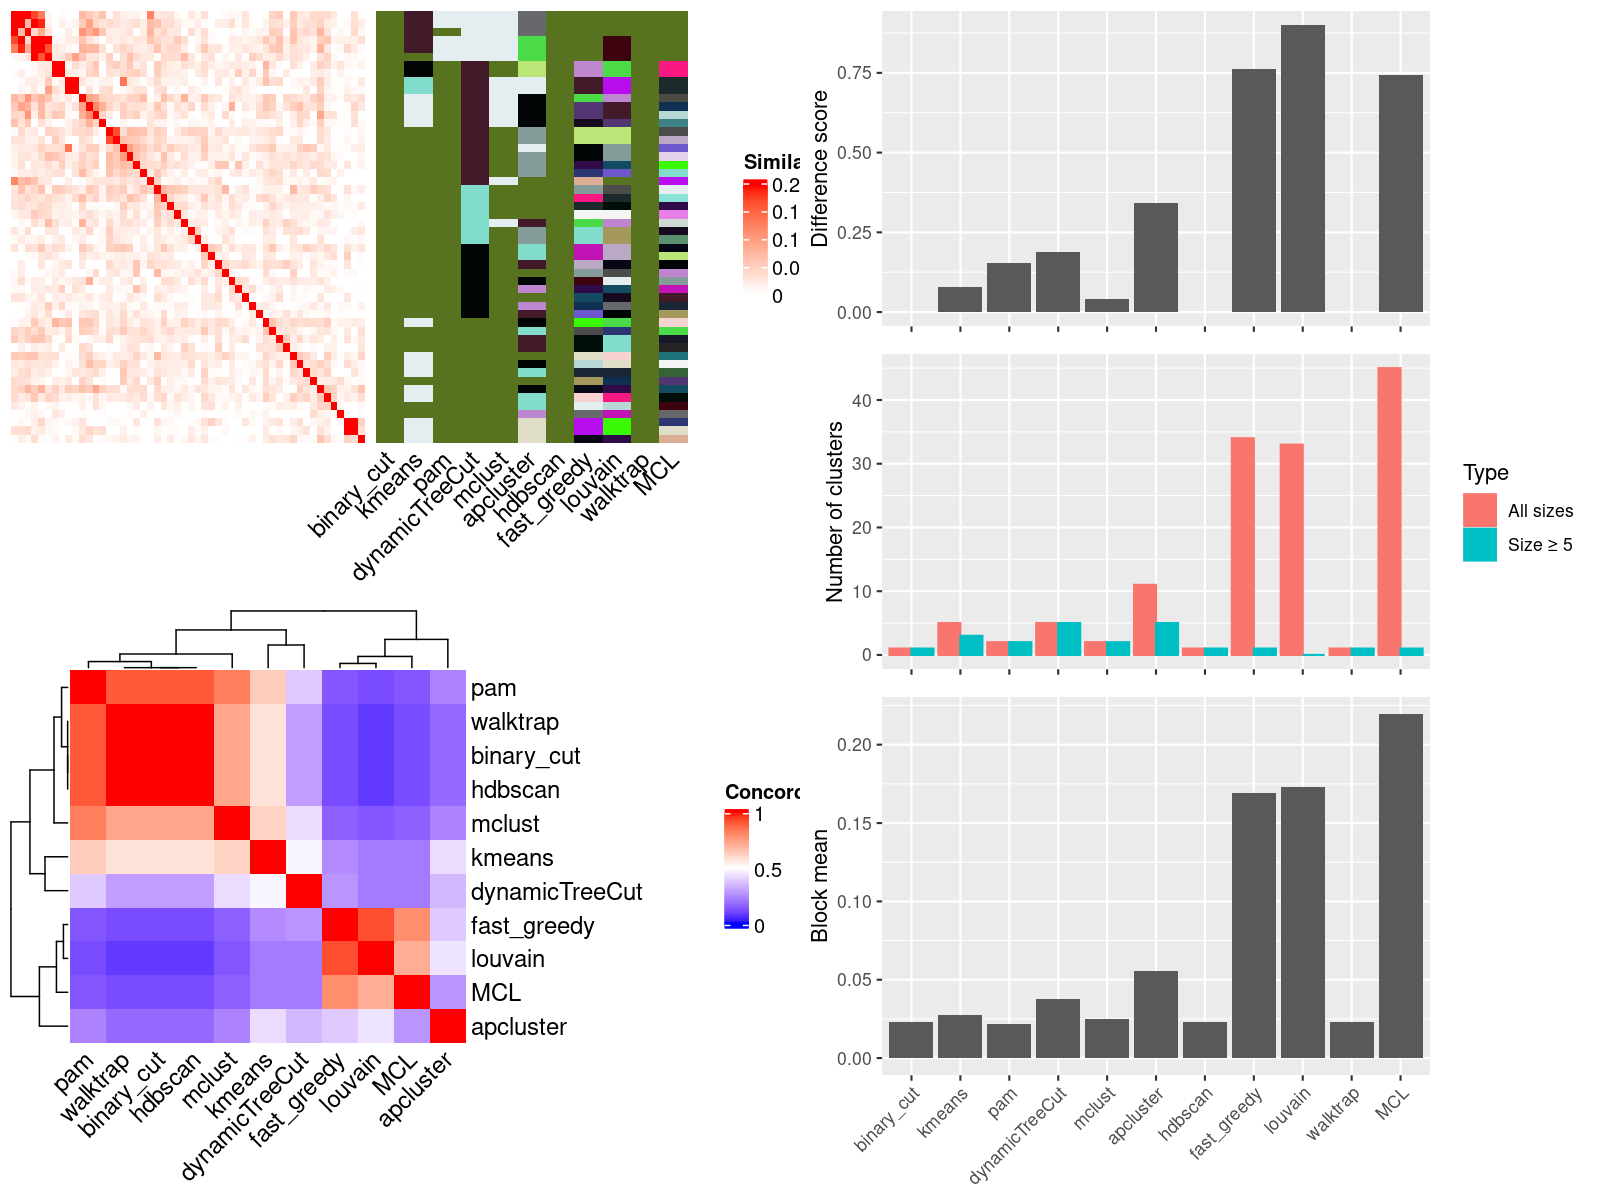 binary_cut
kmeans
pam
dynamicTreeCut
mclust
apcluster
hdbscan
fast_greedy
louvain
walktrap
MCL
Simila
0.2
0.1
0.1
0.0
0
pam
walktrap
binary_cut
hdbscan
mclust
kmeans
dynamicTreeCut
fast_greedy
louvain
MCL
apcluster
pam
walktrap
binary_cut
hdbscan
mclust
kmeans
dynamicTreeCut
fast_greedy
louvain
MCL
apcluster
Concord
1
0.5
0
Difference score
0.75
0.50
0.25
0.00
Number of clusters
40
30
20
10
0
Type
All sizes
Size ≥ 5
Block mean
0.20
0.15
0.10
0.05
0.00
binary_cut
kmeans
pam
dynamicTreeCut
mclust
apcluster
hdbscan
fast_greedy
louvain
walktrap
MCL